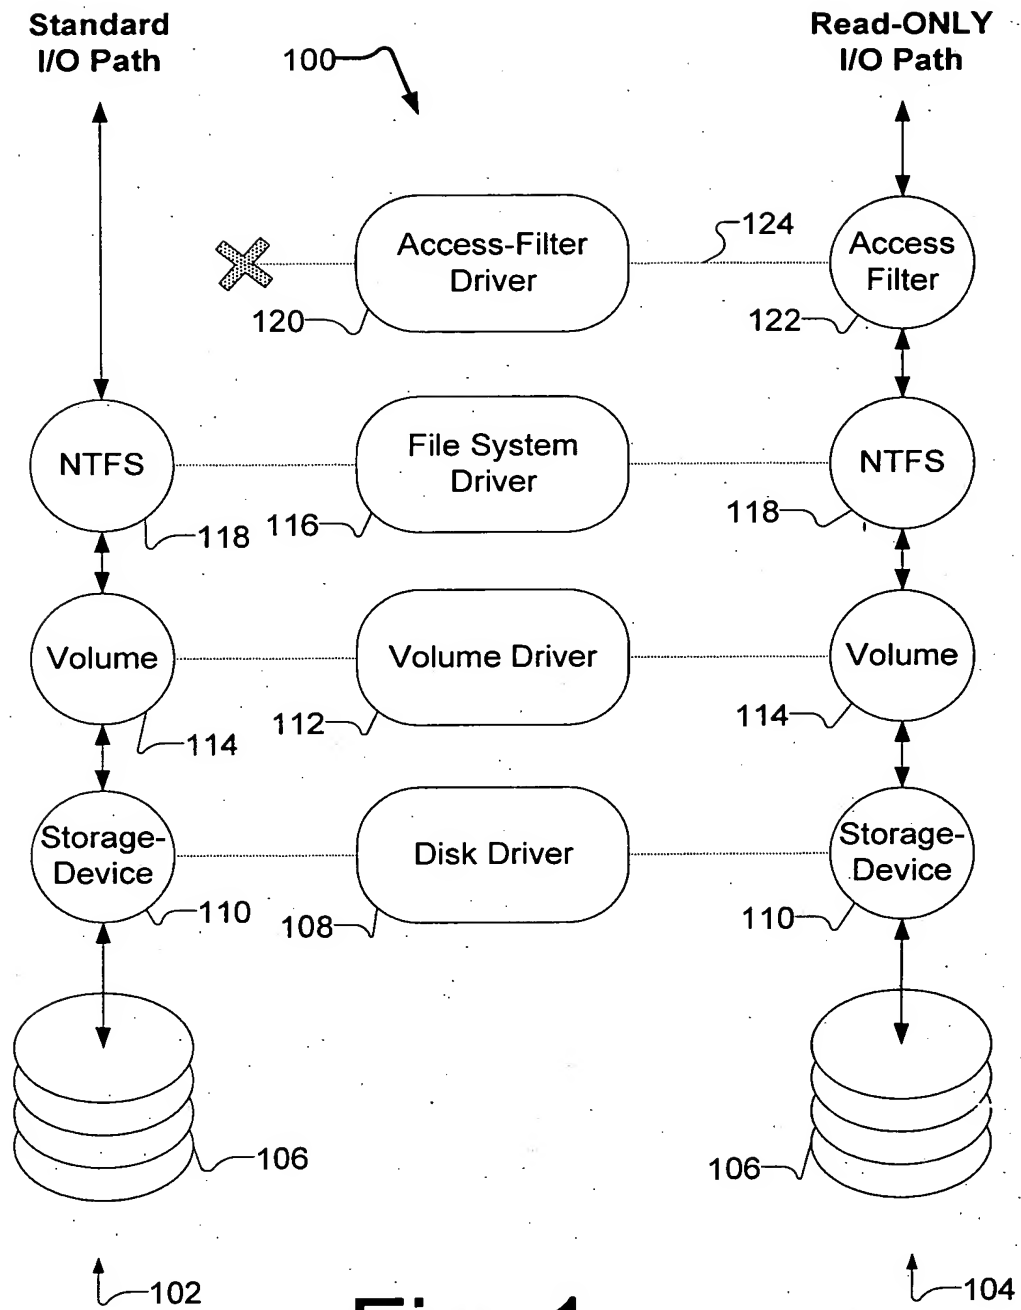 Standard
I/O Path
Read-ONLY
I/O Path
100
Access-Filter
Driver
124
Access
Filter
120
122
NTFS
File System
Driver
NTFS
118
116
118
Volume
Volume Driver
Volume
114
112
114
Storage-
Device
Disk Driver
Storage-
Device
110
108
110
106
106
102
104